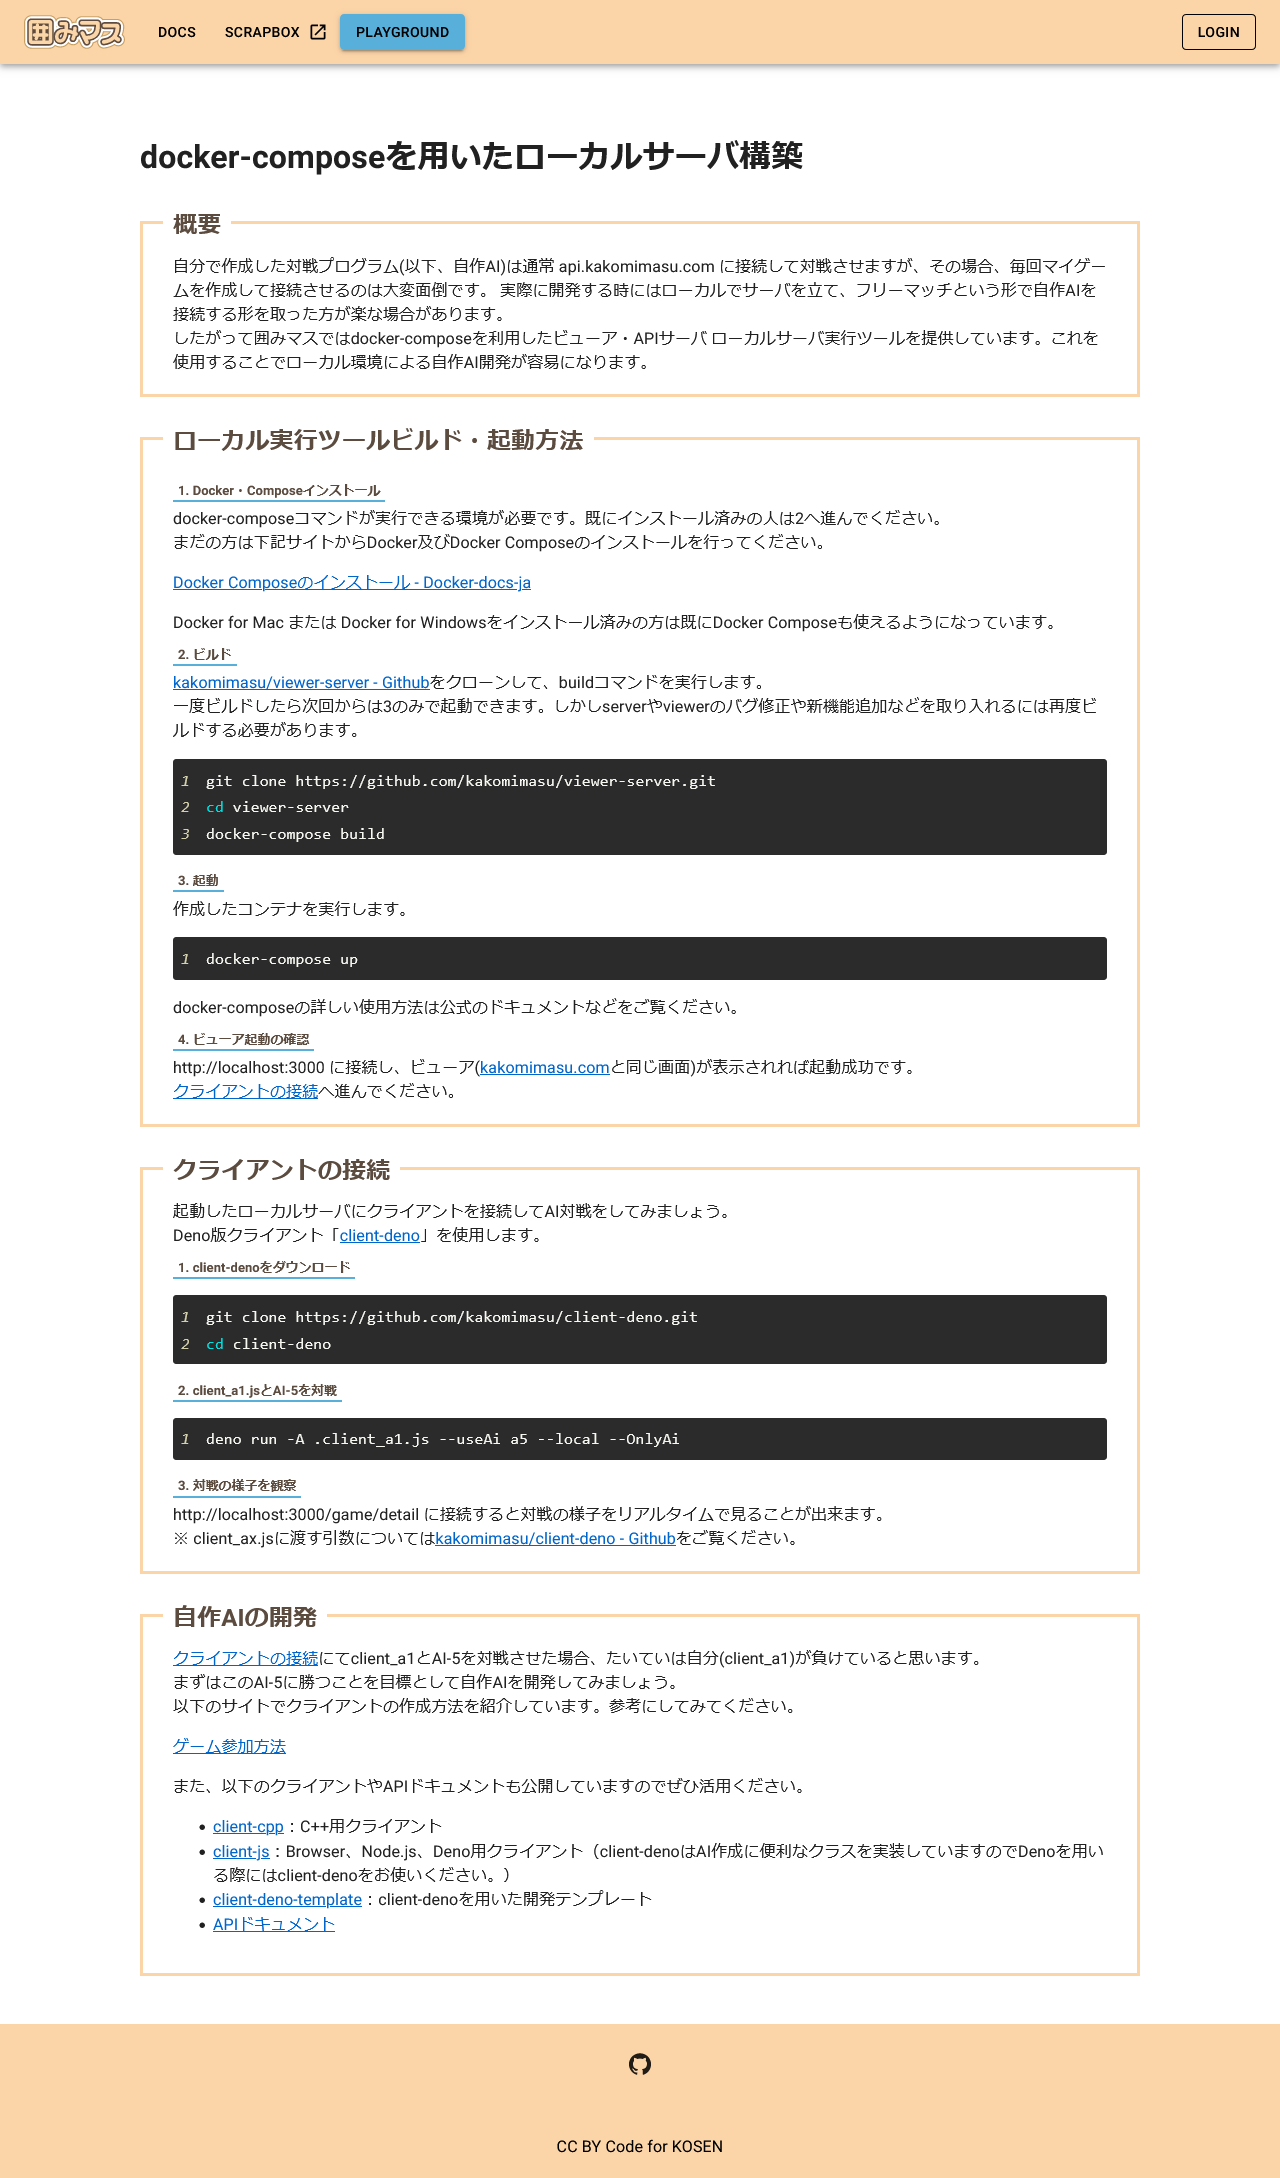 囲みマス DOCS SCRAPBOX PLAYGROUND LOGIN
docker-composeを用いたローカルサーバ構築
概要
自分で作成した対戦プログラム(以下、自作AI)は通常 api.kakomimasu.com に接続して対戦させますが、その場合、毎回マイゲー
ムを作成して接続させるのは大変面倒です。 実際に開発する時にはローカルでサーバを立て、フリーマッチという形で自作AIを
接続する形を取った方が楽な場合があります。
したがって囲みマスではdocker-composeを利用したビューア・APIサーバ ローカルサーバ実行ツールを提供しています。これを
使用することでローカル環境による自作AI開発が容易になります。
ローカル実行ツールビルド・起動方法
1. Docker・Composeインストール
docker-composeコマンドが実行できる環境が必要です。既にインストール済みの人は2へ進んでください。
まだの方は下記サイトからDocker及びDocker Composeのインストールを行ってください。
Docker Composeのインストール - Docker-docs-ja
Docker for Mac または Docker for Windowsをインストール済みの方は既にDocker Composeも使えるようになっています。
2. ビルド
kakomimasu/viewer-server - Githubをクローンして、buildコマンドを実行します。
一度ビルドしたら次回からは3のみで起動できます。しかしserverやviewerのバグ修正や新機能追加などを取り入れるには再度ビ
ルドする必要があります。
1 git clone https://github.com/kakomimasu/viewer-server.git
2 cd viewer-server
3 docker-compose build
3. 起動
作成したコンテナを実行します。
1 docker-compose up
docker-composeの詳しい使用方法は公式のドキュメントなどをご覧ください。
4. ビューア起動の確認
http://localhost:3000 に接続し、ビューア(kakomimasu.comと同じ画面)が表示されれば起動成功です。
クライアントの接続へ進んでください。
クライアントの接続
起動したローカルサーバにクライアントを接続してAI対戦をしてみましょう。
Deno版クライアント「client-deno」を使用します。
1. client-denoをダウンロード
1 git clone https://github.com/kakomimasu/client-deno.git
2 cd client-deno
2. client_a1.jsとAI-5を対戦
1 deno run -A .client_a1.js --useAi a5 --local --OnlyAi
3. 対戦の様子を観察
http://localhost:3000/game/detail に接続すると対戦の様子をリアルタイムで見ることが出来ます。
※ client_ax.jsに渡す引数についてはkakomimasu/client-deno - Githubをご覧ください。
自作AIの開発
クライアントの接続にてclient_a1とAI-5を対戦させた場合、たいていは自分(client_a1)が負けていると思います。
まずはこのAI-5に勝つことを目標として自作AIを開発してみましょう。
以下のサイトでクライアントの作成方法を紹介しています。参考にしてみてください。
ゲーム参加方法
また、以下のクライアントやAPIドキュメントも公開していますのでぜひ活用ください。
• client-cpp：C++用クライアント
• client-js：Browser、Node.js、Deno用クライアント（client-denoはAI作成に便利なクラスを実装していますのでDenoを用い
る際にはclient-denoをお使いください。）
• client-deno-template：client-denoを用いた開発テンプレート
• APIドキュメント
CC BY Code for KOSEN